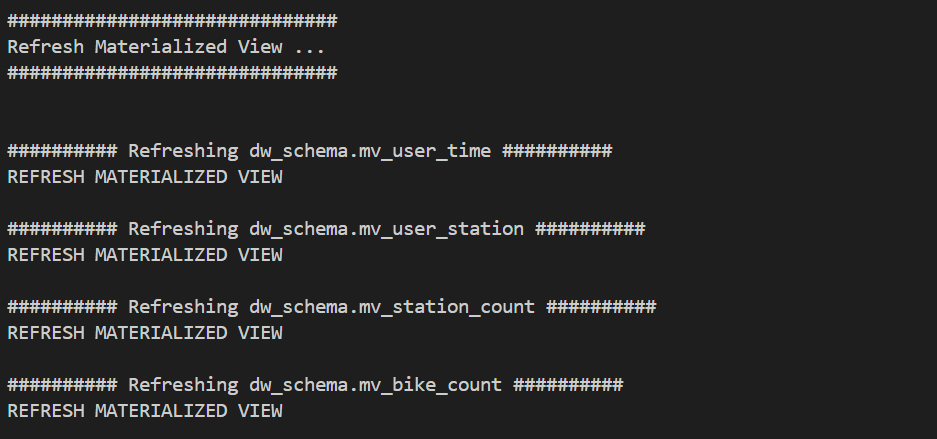 ##############################
Refresh Materialized View ...
##############################
########## Refreshing dw_schema.mv_user_time ##########
REFRESH MATERIALIZED VIEW
########## Refreshing dw_schema.mv_user_station ##########
REFRESH MATERIALIZED VIEW
########## Refreshing dw_schema.mv_station_count ##########
REFRESH MATERIALIZED VIEW
########## Refreshing dw_schema.mv_bike_count ##########
REFRESH MATERIALIZED VIEW